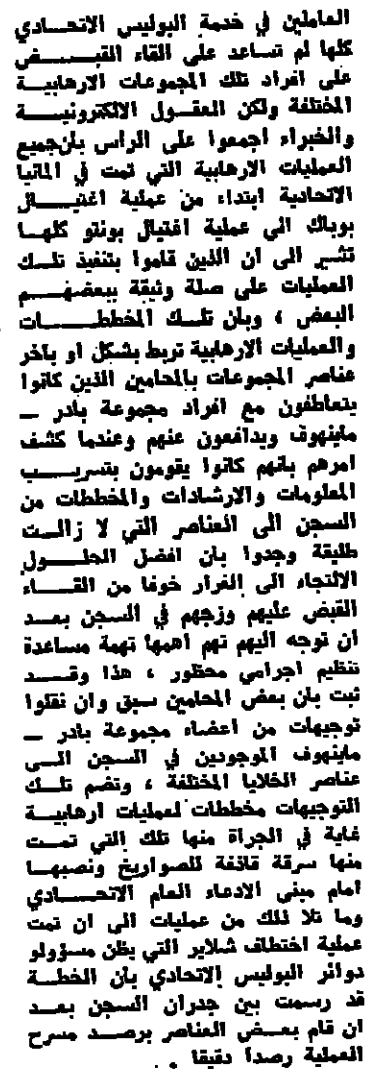 العاملين في خدمة البوليس الاتحادي
كلها لم تساعد على القاء القبض
على افراد تلك المجموعات الارهابية
المختلفة ولكن العقول الالكترونية
والخبراء اجمعوا على الراس بان جميع
العمليات الارهابية التي تمت في المانيا
الاتحادية ابتداء من عملية اغتيال
بوباك الى عملية اغتيال بونتو كلها
تشير الى ان الذين قاموا بتنفيذ تلك
العمليات على صلة وثيقة ببعضهم
البعض ، وبان تلك المخططات
والعمليات الارهابية تربط بشكل او بآخر
عناصر المجموعات بالمحامين الذين كانوا
يتعاطفون مع افراد مجموعة بادر –
ماينهوف ويدافعون عنهم وعندما كشف
امرهم بانهم كانوا يقومون بتسريب
المعلومات والارشادات والمخططات من
السجن الى العناصر التي لا زالت
طليقة وجدوا بان افضل الحلول
الالتجاء الى الفرار خوفا من القاء
القبض عليهم وزجهم في السجن بعد
ان توجه اليهم تهم اهمها تهمة مساعدة
تنظيم اجرامي محظور ، هذا وقد
ثبت بان بعض المحامين سبق وان نقلوا
توجيهات من اعضاء مجموعة بادر –
ماينهوف الموجودين في السجن الى
عناصر الخلايا المختلفة ، وتضم تلك
التوجيهات مخططات لعمليات ارهابية
غاية في الجراة منها تلك التي تمت
منها سرقة قاذفة للصواريخ ونصبها
امام مبنى الادعاء العام الاتحادي
وما تلا ذلك من عمليات الى ان تمت
عملية اختطاف شلاير التي يظن مسؤولو
دوائر البوليس الاتحادي بان الخطة
قد رسمت بين جدران السجن بعد
ان قام بعض العناصر برصد مسرح
العملية رصدا دقيقا .